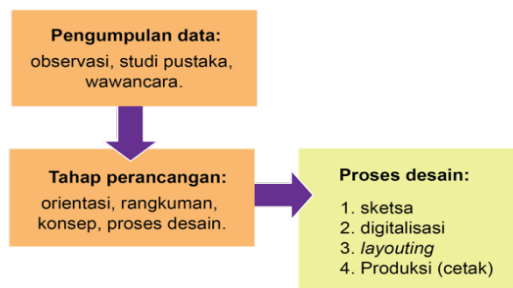 Pengumpulan data:
observasi, studi pustaka,
wawancara.
Tahap perancangan:
orientasi, rangkuman,
konsep, proses desain.
Proses desain:
1. sketsa
2. digitalisasi
3. layouting
4. Produksi (cetak)